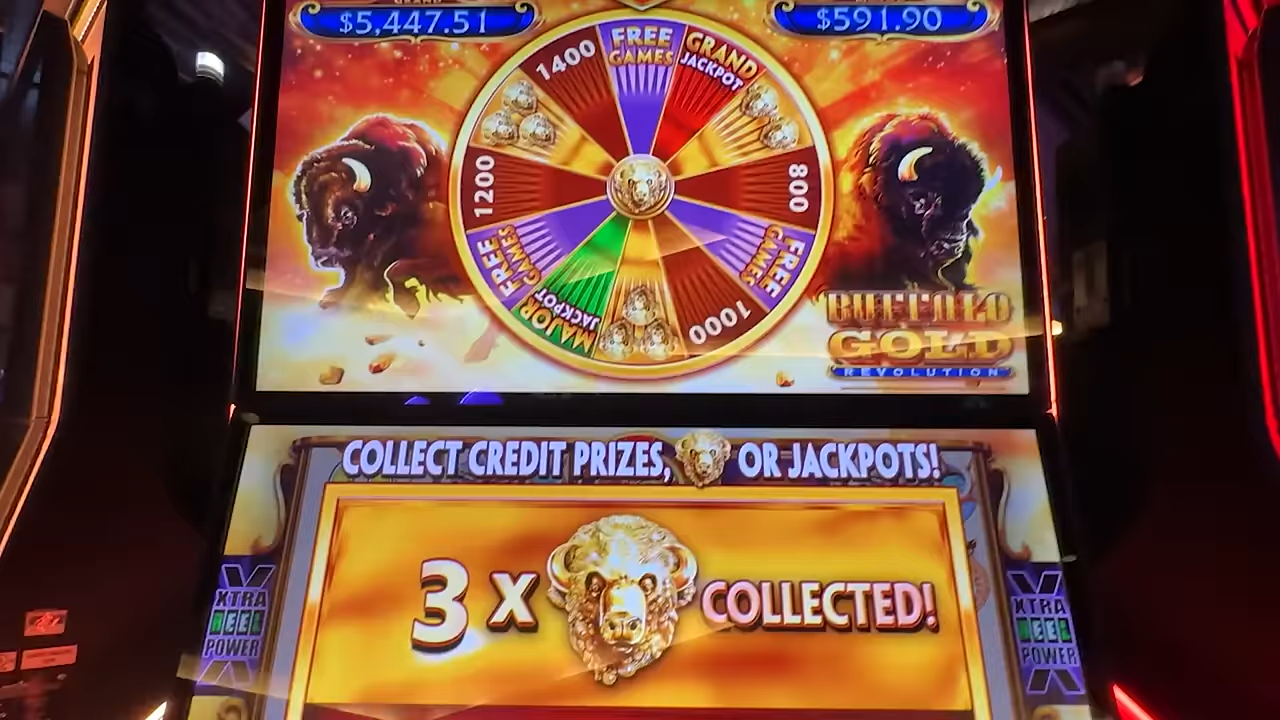 $5,447.51
$591.90
FREE
GAMES
GRAND
JACKPOT
800
FREE
GAMES
1000
MAJOR
JACKPOT
FREE
GAMES
1200
1400
BUFFALO
GOLD
REVOLUTION
COLLECT CREDIT PRIZES, OR JACKPOTS!
3 X COLLECTED!
XTRA
REEL
POWER
XTRA
REEL
POWER